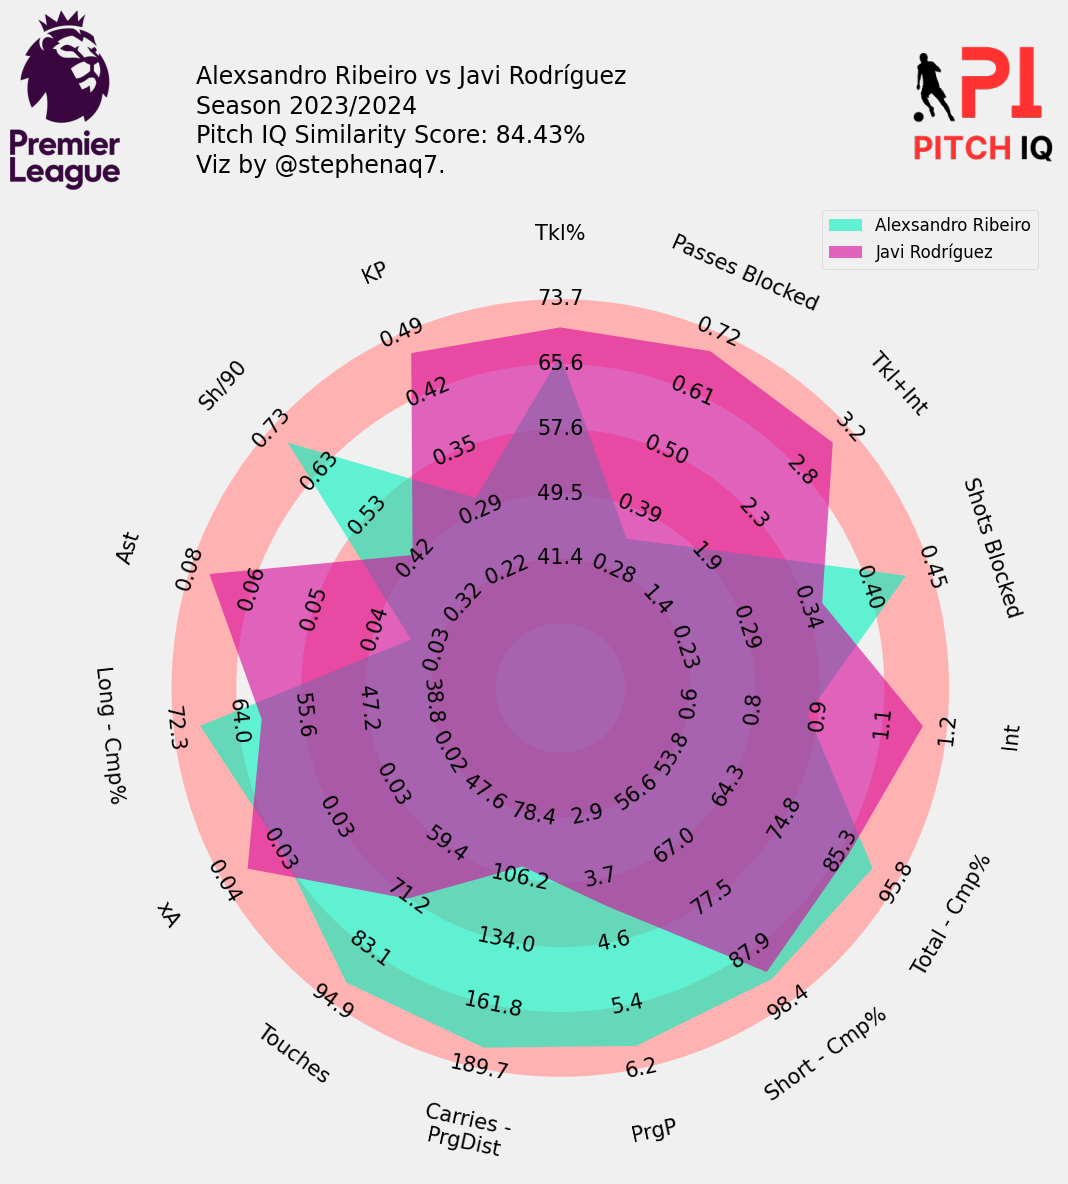 Premier
League
Alexsandro Ribeiro vs Javi Rodríguez
Season 2023/2024
Pitch IQ Similarity Score: 84.43%
Viz by @stephenaq7.
PI
PITCH IQ
Alexsandro Ribeiro
Javi Rodríguez
Tkl%
73.7
65.6
57.6
49.5
41.4
Passes Blocked
0.72
0.61
0.50
0.39
0.28
Tkl+Int
3.2
2.8
2.3
1.9
1.4
Shots Blocked
0.45
0.40
0.34
0.29
0.23
Int
1.2
1.1
0.9
0.8
0.6
Total - Cmp%
95.8
85.3
74.8
64.3
53.8
Short - Cmp%
98.4
87.9
77.5
67.0
56.6
PrgP
6.2
5.4
4.6
3.7
2.9
Carries -
PrgDist
189.7
161.8
134.0
106.2
78.4
Touches
94.9
83.1
71.2
59.4
47.6
xA
0.04
0.03
0.03
0.03
0.02
Long - Cmp%
72.3
64.0
55.6
47.2
38.8
Ast
0.08
0.06
0.05
0.04
0.03
Sh/90
0.73
0.63
0.53
0.42
0.32
KP
0.49
0.42
0.35
0.29
0.22